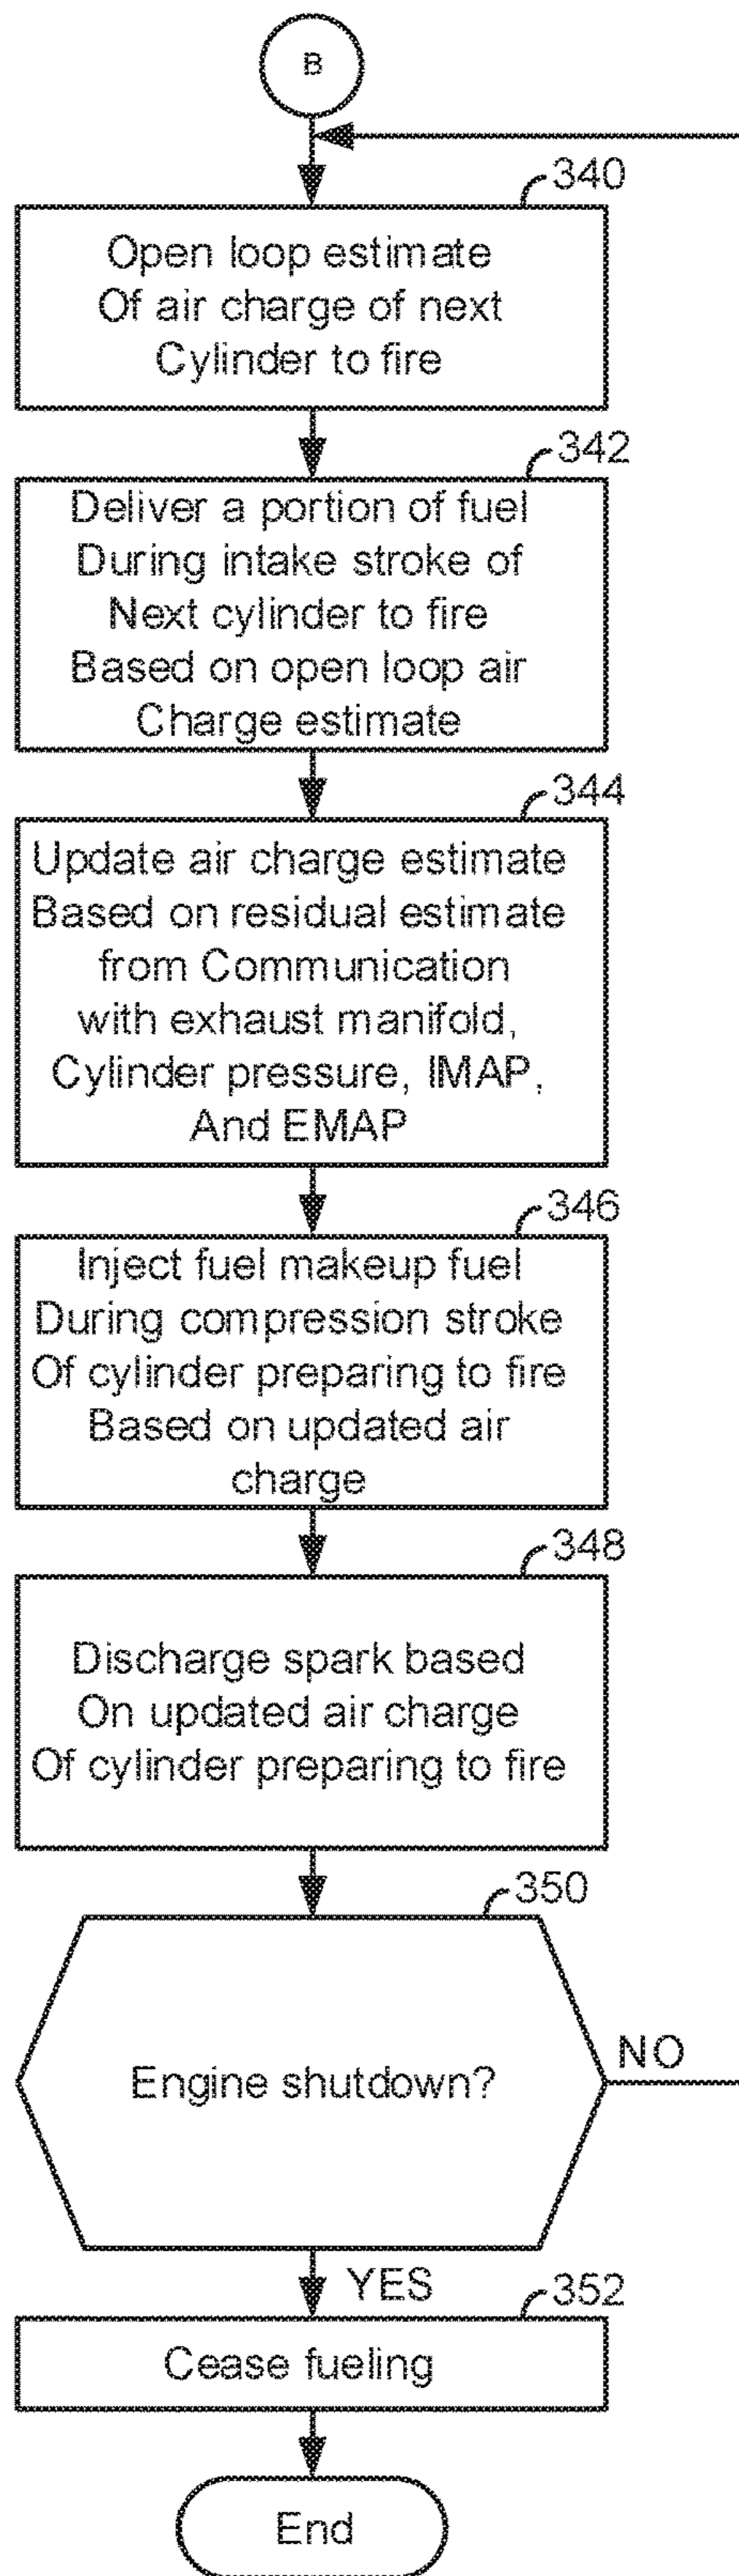 B
340
Open loop estimate
Of air charge of next
Cylinder to fire
342
Deliver a portion of fuel
During intake stroke of
Next cylinder to fire
Based on open loop air
Charge estimate
344
Update air charge estimate
Based on residual estimate
from Communication
with exhaust manifold,
Cylinder pressure, IMAP,
And EMAP
346
Inject fuel makeup fuel
During compression stroke
Of cylinder preparing to fire
Based on updated air
charge
348
Discharge spark based
On updated air charge
Of cylinder preparing to fire
350
Engine shutdown?
NO
YES
352
Cease fueling
End